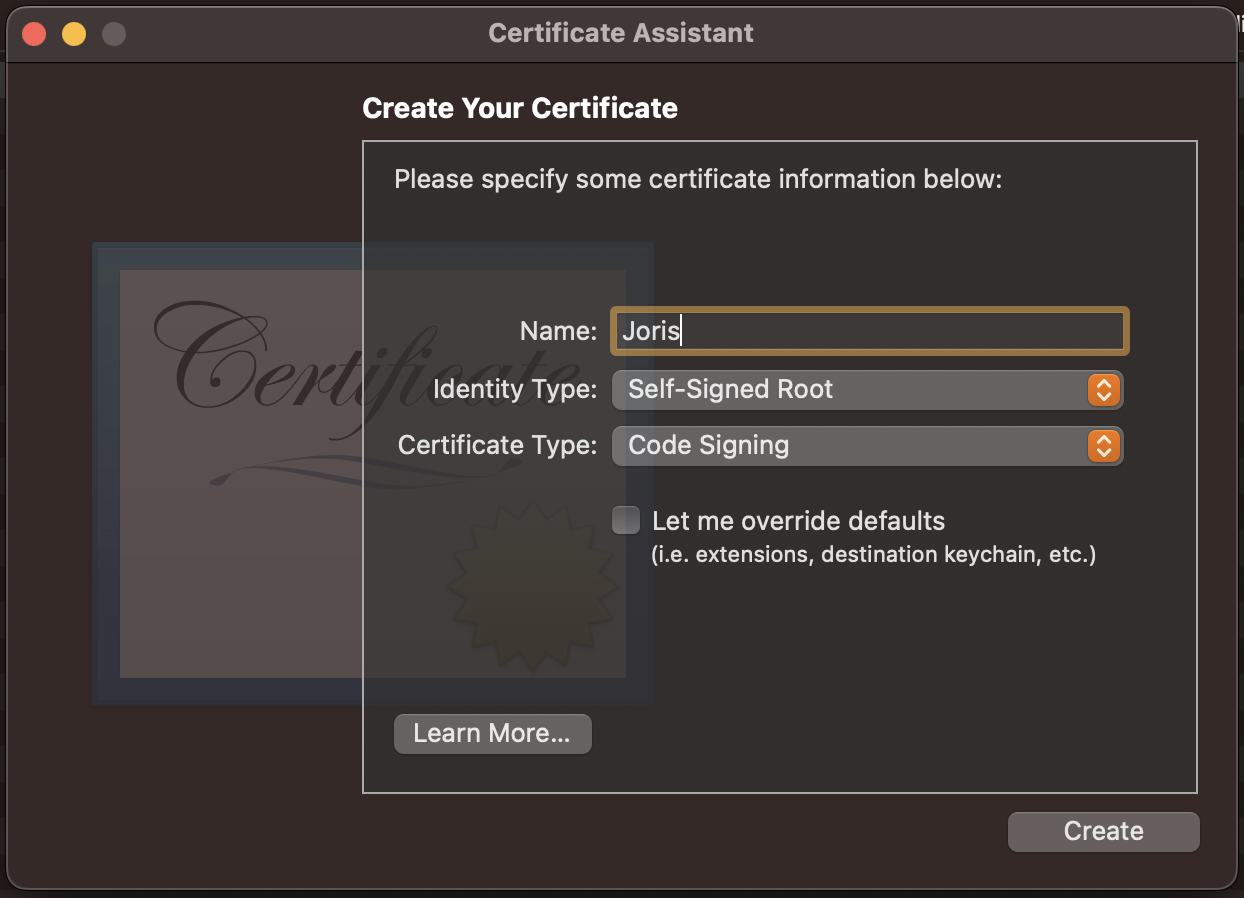 Certificate Assistant
Create Your Certificate
Please specify some certificate information below:
Certificate
Name: Joris
Identity Type: Self-Signed Root
Certificate Type: Code Signing
Let me override defaults
(i.e. extensions, destination keychain, etc.)
Learn More...
Create